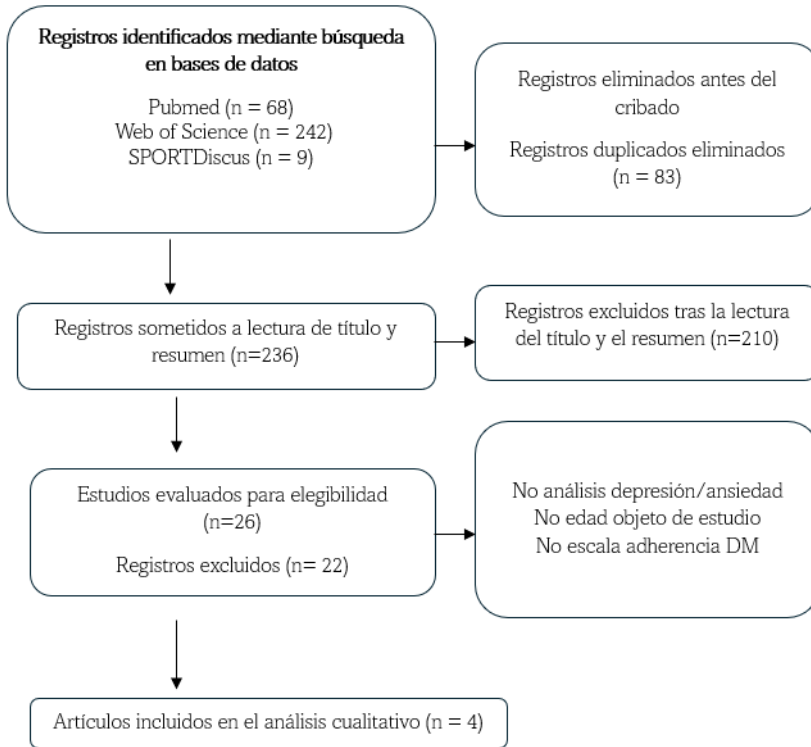 Registros identificados mediante búsqueda
en bases de datos
Pubmed (n = 68)
Web of Science (n = 242)
SPORTDiscus (n = 9)
Registros eliminados antes del
cribado
Registros duplicados eliminados
(n = 83)
Registros sometidos a lectura de título y
resumen (n=236)
Registros excluidos tras la lectura
del título y el resumen (n=210)
Estudios evaluados para elegibilidad
(n=26)
Registros excluidos (n= 22)
No análisis depresión/ansiedad
No edad objeto de estudio
No escala adherencia DM
Artículos incluidos en el análisis cualitativo (n = 4)